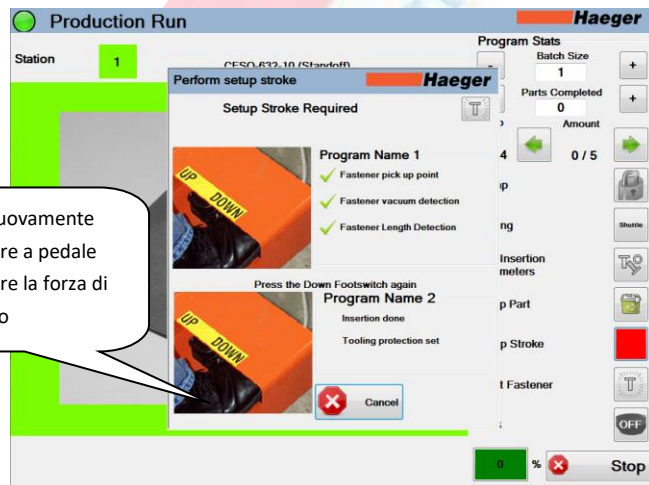 Production Run
Haeger
Program Stats
Station
1
CFSO-632-10 (Standoff)
Batch Size
-
1
+
Parts Completed
0
+
Amount
4
0 / 5
Perform setup stroke
Haeger
Setup Stroke Required
T
UP
DOWN
Program Name 1
Fastener pick up point
Fastener vacuum detection
Fastener Length Detection
Press the Down Footswitch again
UP
DOWN
Program Name 2
Insertion done
Tooling protection set
Cancel
uovamente
re a pedale
re la forza di
o
Shuttle
Insertion
meters
p Part
p Stroke
t Fastener
T
OFF
0
%
Stop